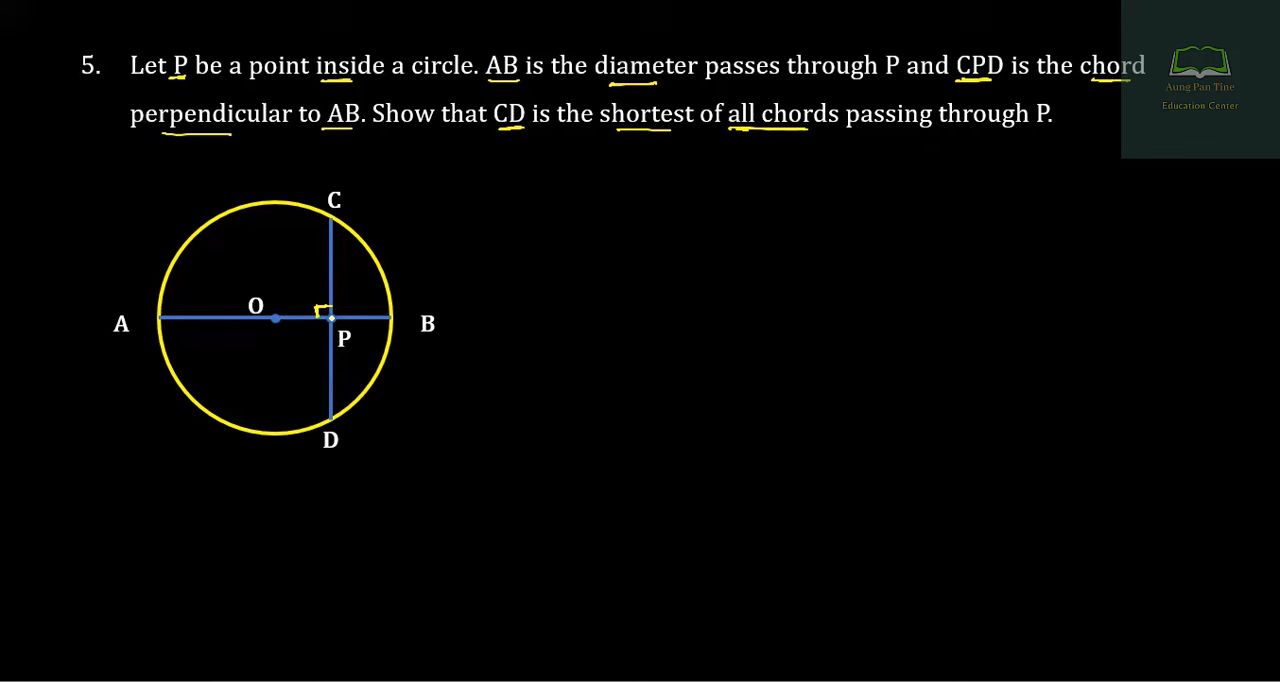 5. Let P be a point inside a circle. AB is the diameter passes through P and CPD is the chord
perpendicular to AB. Show that CD is the shortest of all chords passing through P.
Aung Pan Tine
Education Center
C
O
A
B
P
D